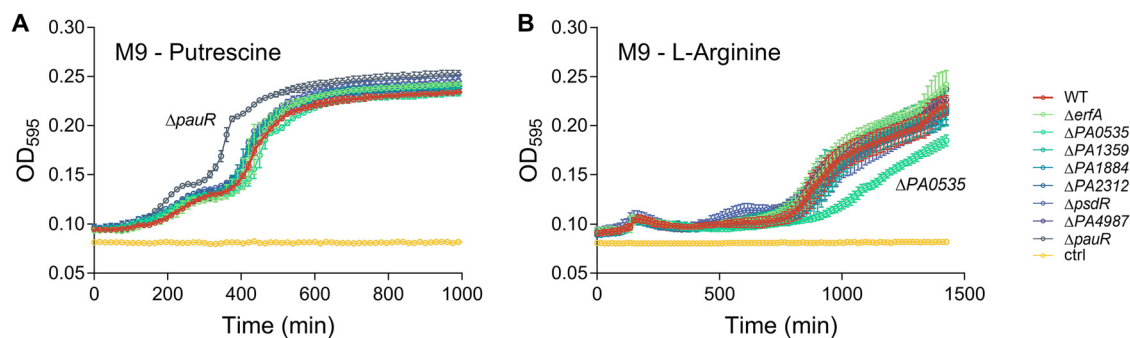 A
M9 - Putrescine
ΔpauR
OD595
0.30
0.25
0.20
0.15
0.10
0.05
0 200 400 600 800 1000
Time (min)
B
M9 - L-Arginine
ΔPA0535
OD595
0.30
0.25
0.20
0.15
0.10
0.05
0 500 1000 1500
Time (min)
WT
ΔerfA
ΔPA0535
ΔPA1359
ΔPA1884
ΔPA2312
ΔpsdR
ΔPA4987
ΔpauR
ctrl